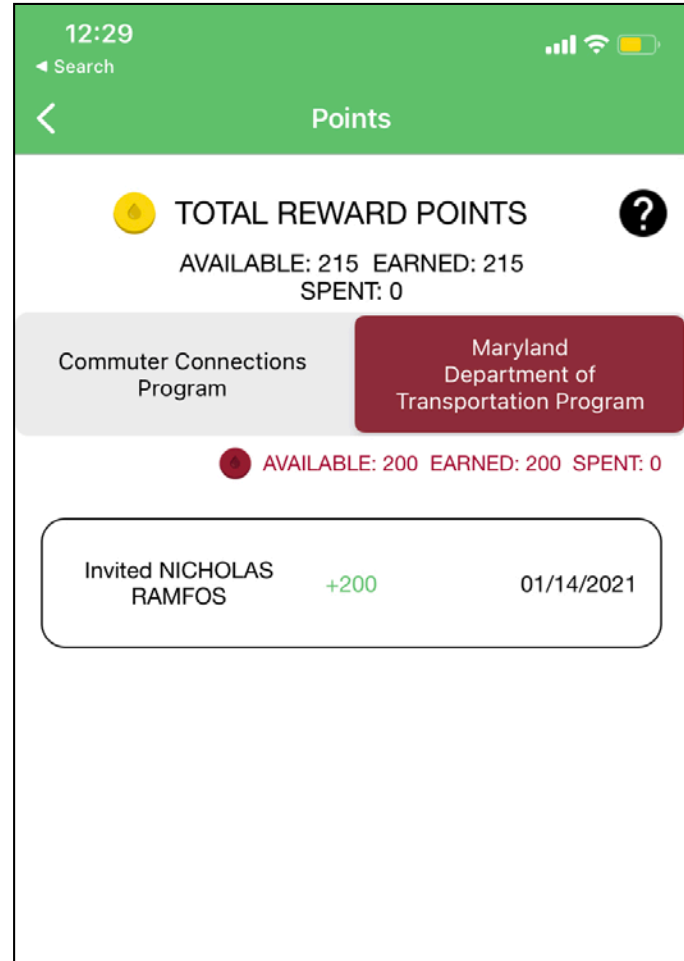 12:29
◀ Search
Points
TOTAL REWARD POINTS
?
AVAILABLE: 215 EARNED: 215
SPENT: 0
Commuter Connections
Program
Maryland
Department of
Transportation Program
AVAILABLE: 200 EARNED: 200 SPENT: 0
Invited NICHOLAS
RAMFOS
+200
01/14/2021